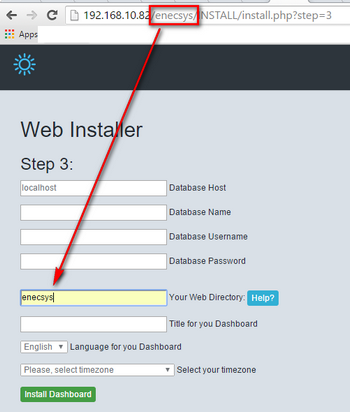 192.168.10.82/enecsys/INSTALL/install.php?step=3
Apps
Web Installer
Step 3:
localhost Database Host
Database Name
Database Username
Database Password
enecsys Your Web Directory: Help?
Title for you Dashboard
English Language for you Dashboard
Please, select timezone Select your timezone
Install Dashboard